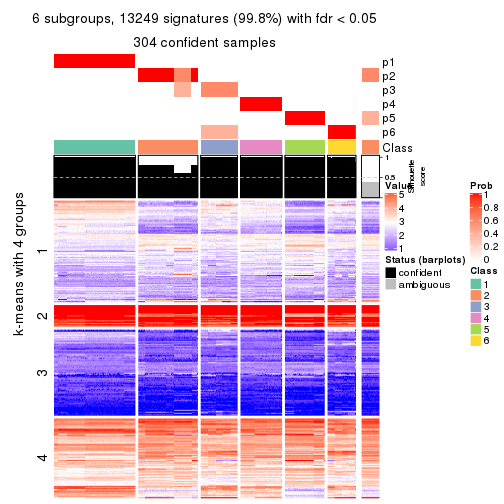 6 subgroups, 13249 signatures (99.8%) with fdr < 0.05
304 confident samples
p1
p2
p3
p4
p5
p6
Class
1
0.5
0
Silhouette
score
k-means with 4 groups
1
2
3
4
Value
5
4
3
2
1
Status (barplots)
confident
ambiguous
Prob
1
0.8
0.6
0.4
0.2
0
Class
1
2
3
4
5
6